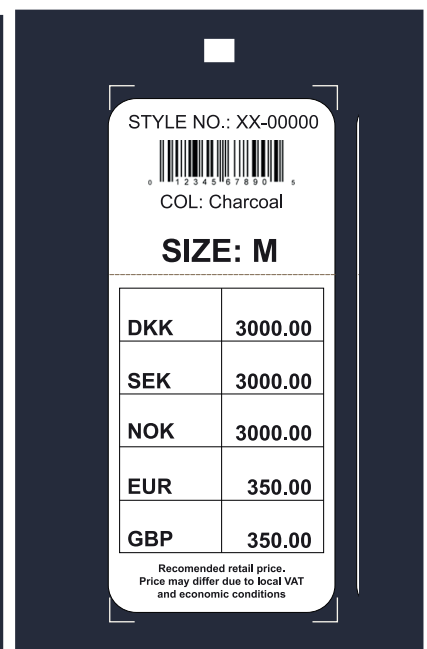 STYLE NO.: XX-00000
0 12345 67890 5
COL: Charcoal
SIZE: M
DKK 3000.00
SEK 3000.00
NOK 3000.00
EUR 350.00
GBP 350.00
Recomended retail price.
Price may differ due to local VAT
and economic conditions